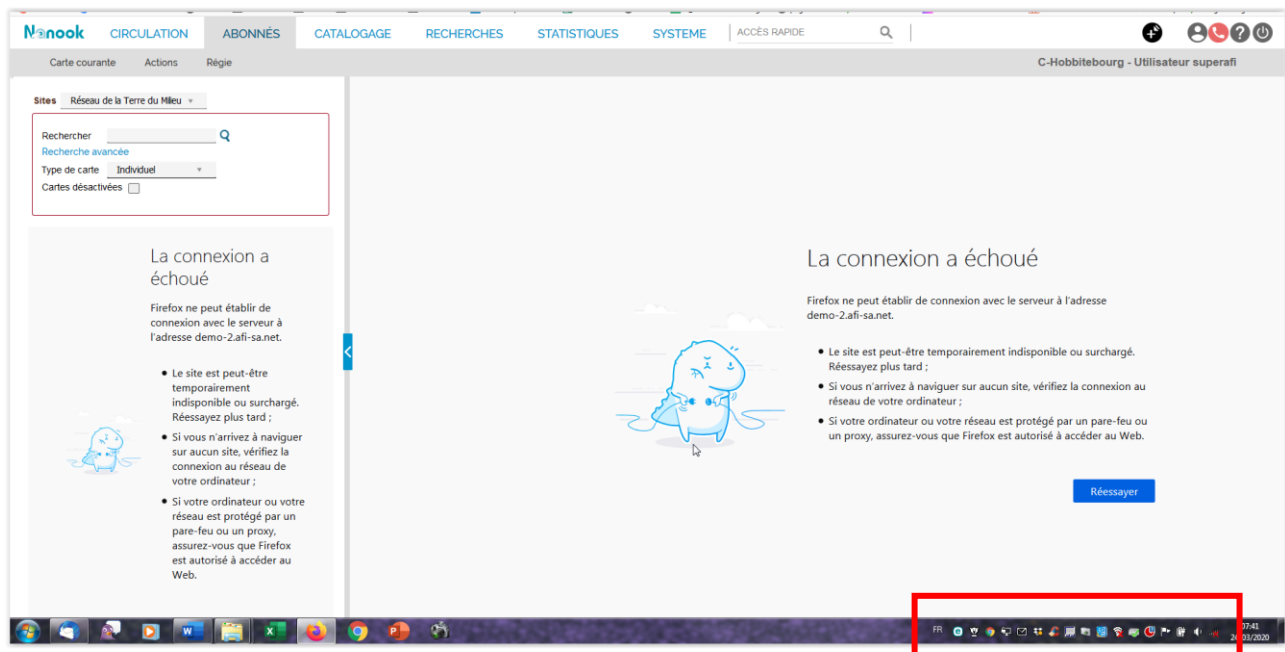 Nanook CIRCULATION ABONNÉS CATALOGAGE RECHERCHES STATISTIQUES SYSTEME ACCÈS RAPIDE
Carte courante Actions Régie C-Hobbitebourg - Utilisateur superafi
Sites Réseau de la Terre du Milieu
Rechercher
Recherche avancée
Type de carte Individuel
Cartes désactivées
La connexion a
échoué
Firefox ne peut établir de
connexion avec le serveur à
l'adresse demo-2.afi-sa.net.
• Le site est peut-être
temporairement
indisponible ou surchargé.
Réessayez plus tard ;
• Si vous n'arrivez à naviguer
sur aucun site, vérifiez la
connexion au réseau de
votre ordinateur ;
• Si votre ordinateur ou votre
réseau est protégé par un
pare-feu ou un proxy,
assurez-vous que Firefox
est autorisé à accéder au
Web.
La connexion a échoué
Firefox ne peut établir de connexion avec le serveur à l'adresse
demo-2.afi-sa.net.
• Le site est peut-être temporairement indisponible ou surchargé.
Réessayez plus tard ;
• Si vous n'arrivez à naviguer sur aucun site, vérifiez la connexion au
réseau de votre ordinateur ;
• Si votre ordinateur ou votre réseau est protégé par un pare-feu ou
un proxy, assurez-vous que Firefox est autorisé à accéder au Web.
Réessayer
FR 07:41
24/03/2020